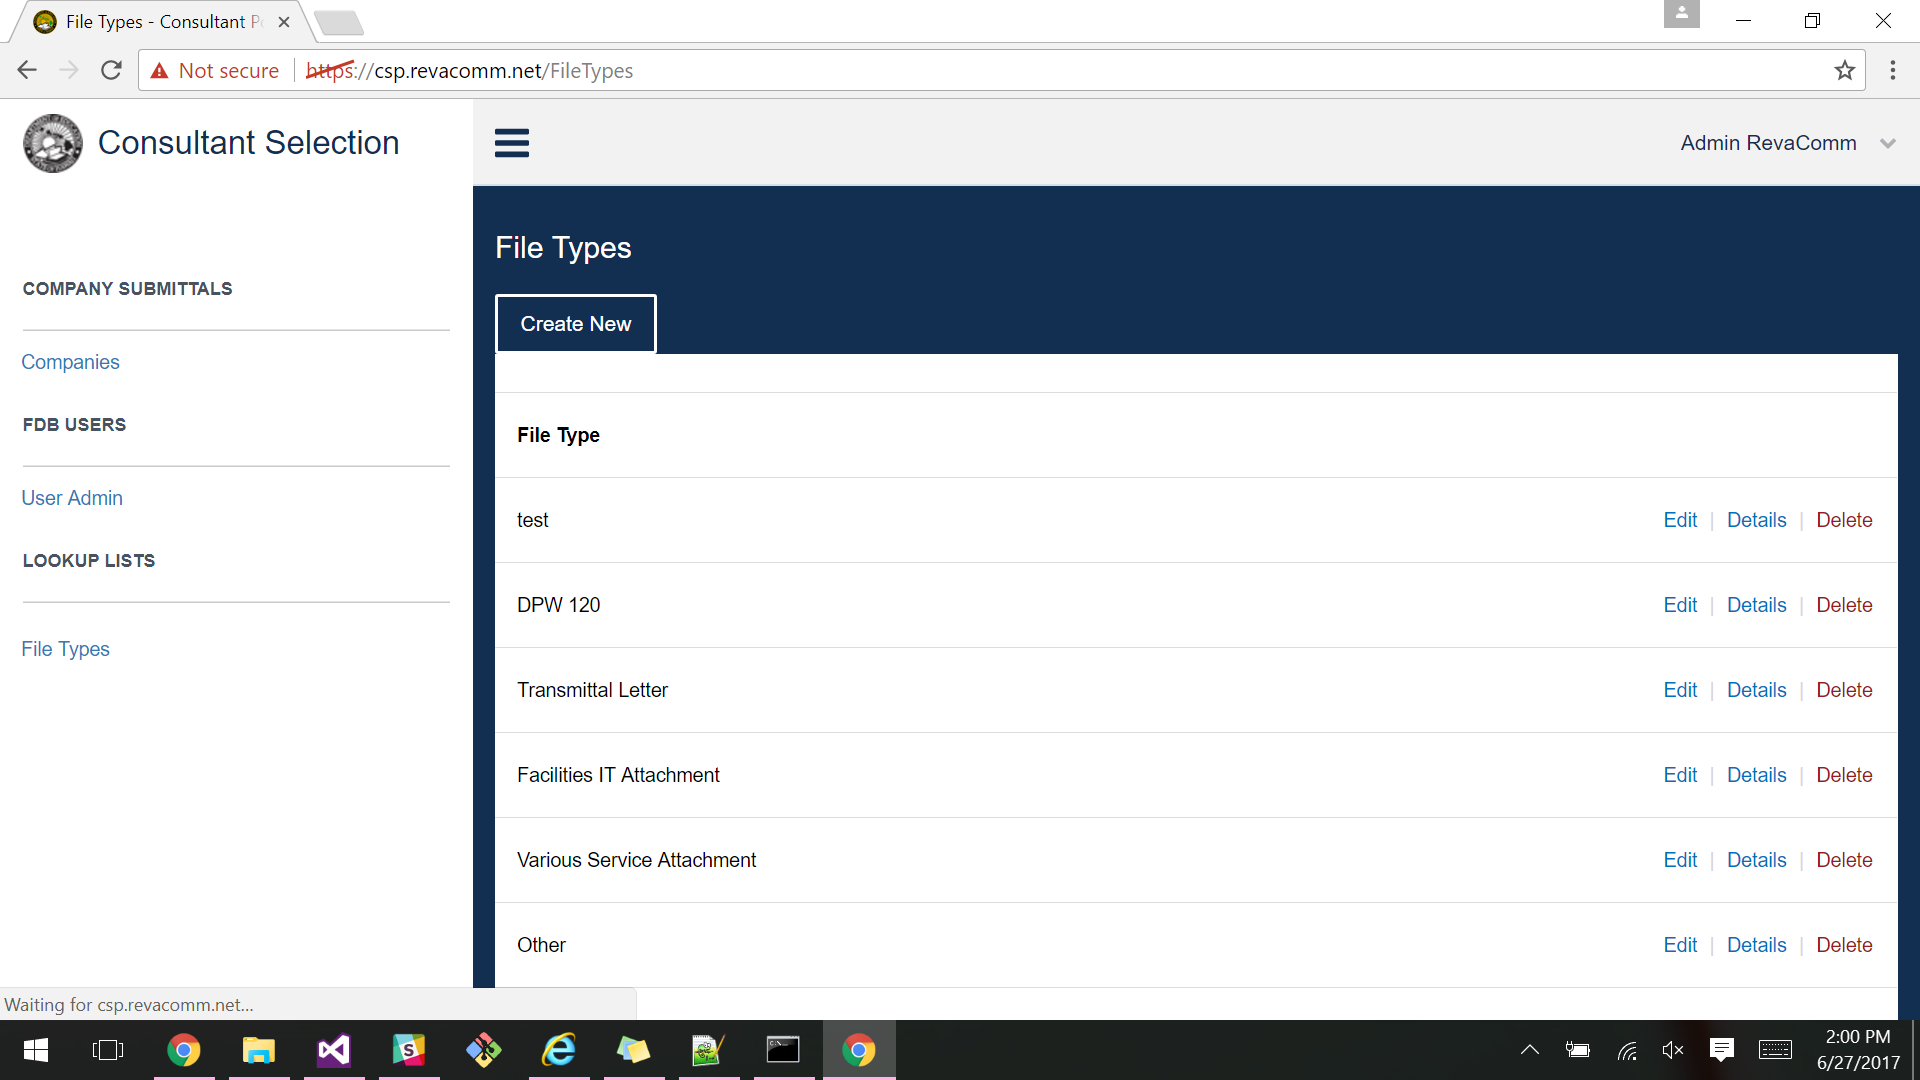 File Types - Consultant P
Not secure
https://csp.revacomm.net/FileTypes
Consultant Selection
Admin RevaComm
COMPANY SUBMITTALS
Companies
FDB USERS
User Admin
LOOKUP LISTS
File Types
File Types
Create New
File Type
test Edit | Details | Delete
DPW 120 Edit | Details | Delete
Transmittal Letter Edit | Details | Delete
Facilities IT Attachment Edit | Details | Delete
Various Service Attachment Edit | Details | Delete
Other Edit | Details | Delete
Waiting for csp.revacomm.net...
2:00 PM
6/27/2017